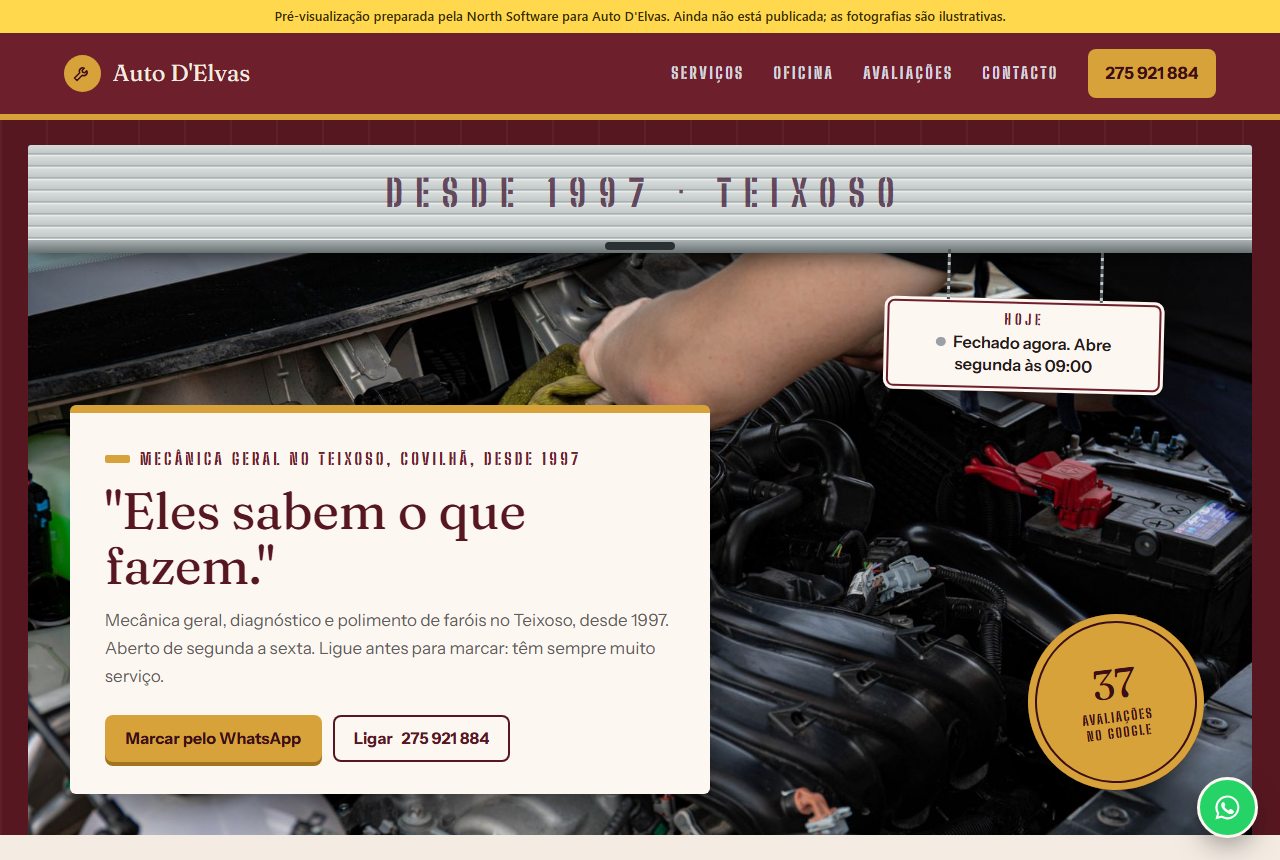 Pré-visualização preparada pela North Software para Auto D'Elvas. Ainda não está publicada; as fotografias são ilustrativas.
Auto D'Elvas
SERVIÇOS OFICINA AVALIAÇÕES CONTACTO 275 921 884
DESDE 1997 · TEIXOSO
HOJE
Fechado agora. Abre
segunda às 09:00
MECÂNICA GERAL NO TEIXOSO, COVILHÃ, DESDE 1997
"Eles sabem o que
fazem."
Mecânica geral, diagnóstico e polimento de faróis no Teixoso, desde 1997.
Aberto de segunda a sexta. Ligue antes para marcar: têm sempre muito
serviço.
Marcar pelo WhatsApp
Ligar 275 921 884
37
AVALIAÇÕES
NO GOOGLE